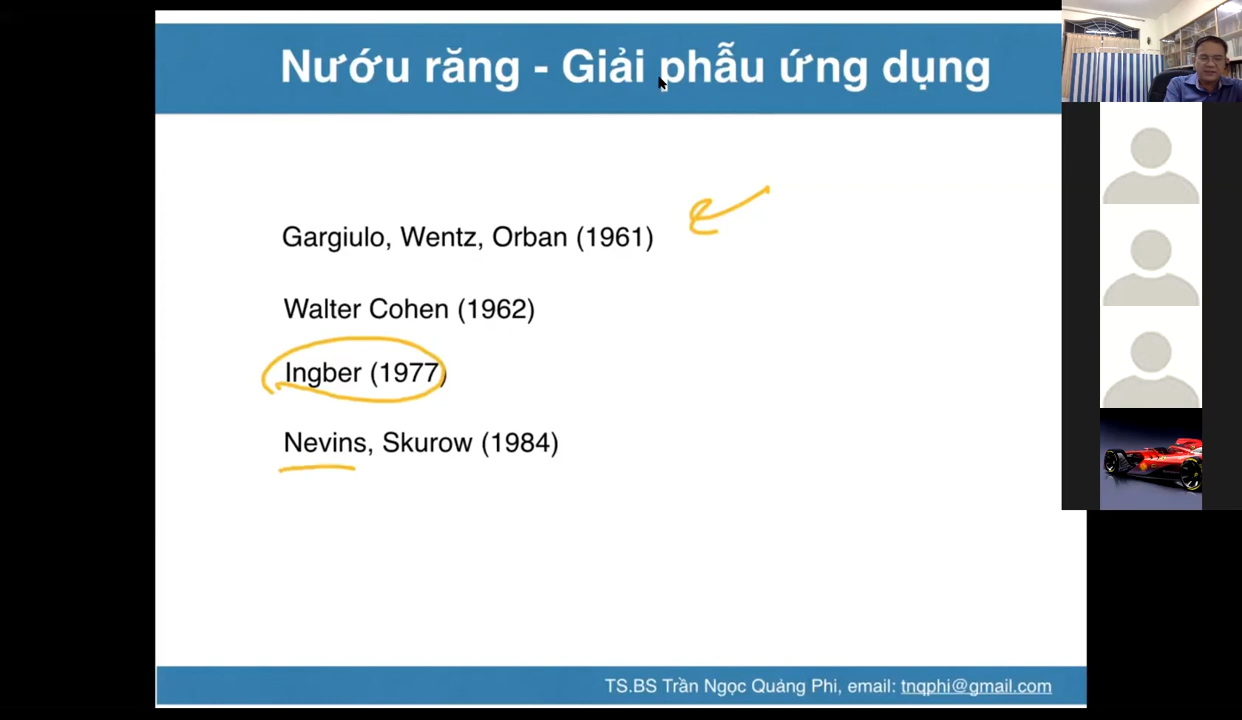 Nướu răng - Giải phẫu ứng dụng
Gargiulo, Wentz, Orban (1961)
Walter Cohen (1962)
Ingber (1977)
Nevins, Skurow (1984)
TS.BS Trần Ngọc Quảng Phi, email: tnqphi@gmail.com